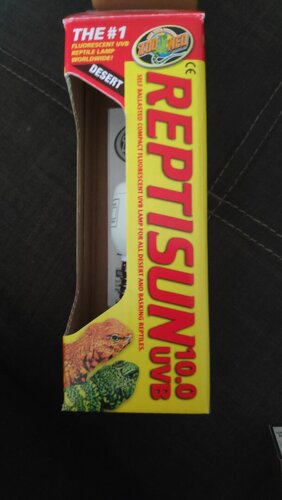 THE #1
FLUORESCENT UVB
REPTILE LAMP
WORLDWIDE!
DESERT
ZOO MED
CE
REPTISUN 10.0
UVB
SELF BALLASTED COMPACT FLUORESCENT UVB LAMP FOR ALL DESERT AND BASKING REPTILES.